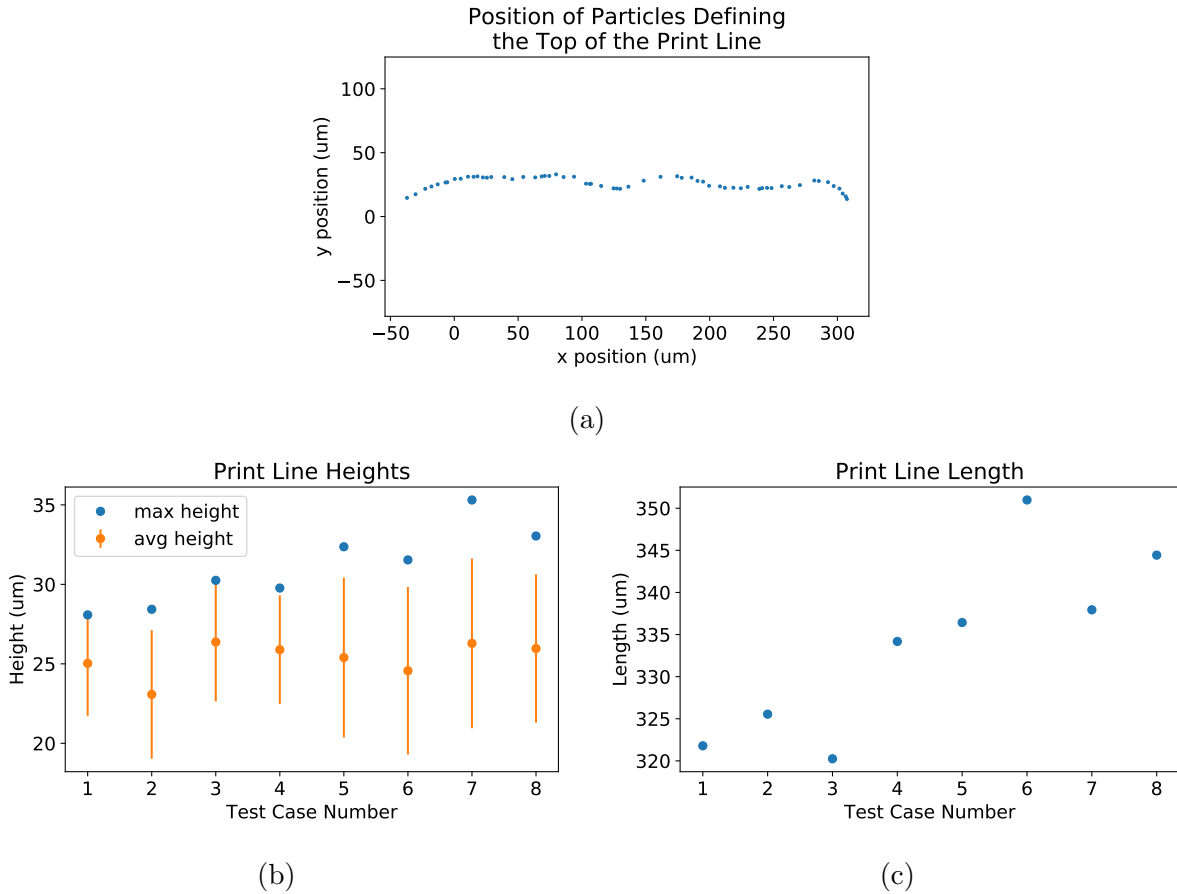 Position of Particles Defining
the Top of the Print Line
100
50
0
−50
y position (um)
−50 0 50 100 150 200 250 300
x position (um)
(a)
Print Line Heights
max height
avg height
35
30
25
20
Height (um)
1 2 3 4 5 6 7 8
Test Case Number
(b)
Print Line Length
350
345
340
335
330
325
320
Length (um)
1 2 3 4 5 6 7 8
Test Case Number
(c)